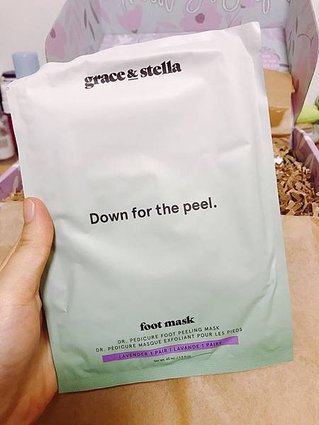 grace & stella
Down for the peel.
foot mask
DR. PEDICURE FOOT PEELING MASK
DR. PÉDICURE MASQUE EXFOLIANT POUR LES PIEDS
LAVENDER 1 PAIR | LAVANDE 1 PAIRE